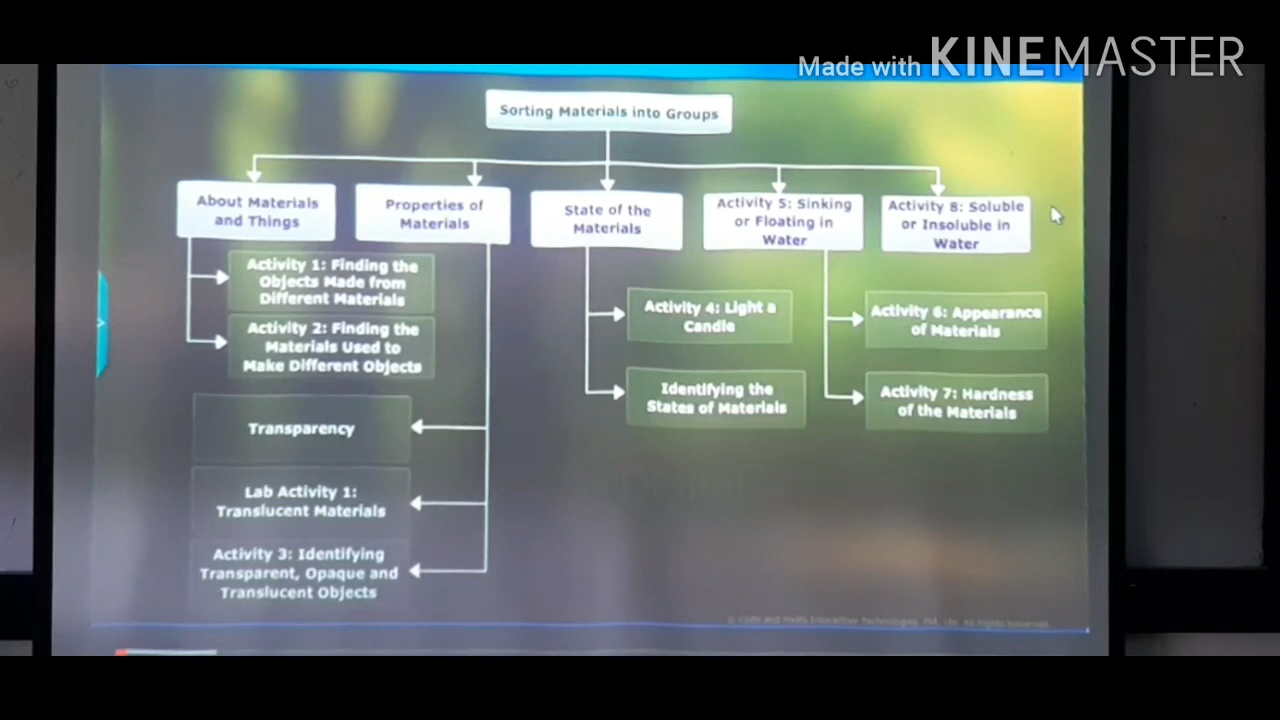 Made with KINEMASTER
Sorting Materials into Groups
About Materials
and Things
Properties of
Materials
State of the
Materials
Activity 5: Sinking
or Floating in
Water
Activity 8: Soluble
or Insoluble in
Water
Activity 1: Finding the
Objects Made from
Different Materials
Activity 2: Finding the
Materials Used to
Make Different Objects
Transparency
Lab Activity 1:
Translucent Materials
Activity 3: Identifying
Transparent, Opaque and
Translucent Objects
Activity 4: Light a
Candle
Identifying the
States of Materials
Activity 6: Appearance
of Materials
Activity 7: Hardness
of the Materials